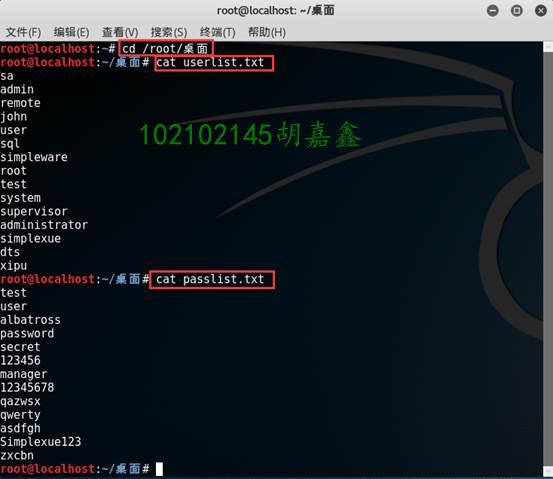 root@localhost: ~/桌面
文件(F) 编辑(E) 查看(V) 搜索(S) 终端(T) 帮助(H)
root@localhost:~# cd /root/桌面
root@localhost:~/桌面# cat userlist.txt
sa
admin
remote
john
user
sql
simpleware
root
test
system
supervisor
administrator
simplexue
dts
xipu
102102145胡嘉鑫
root@localhost:~/桌面# cat passlist.txt
test
user
albatross
password
secret
123456
manager
12345678
qazwsx
qwerty
asdfgh
Simplexue123
zxcbn
root@localhost:~/桌面#